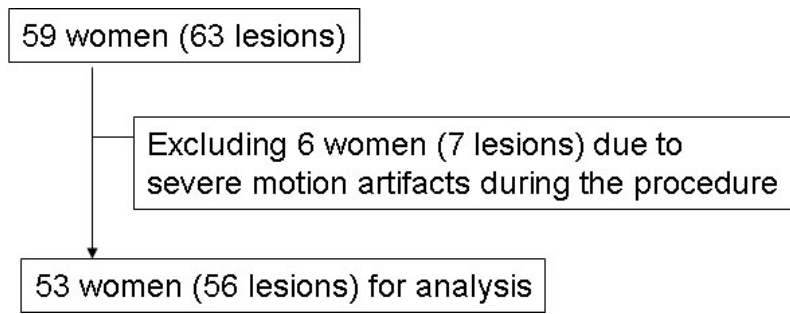 59 women (63 lesions)
Excluding 6 women (7 lesions) due to
severe motion artifacts during the procedure
53 women (56 lesions) for analysis